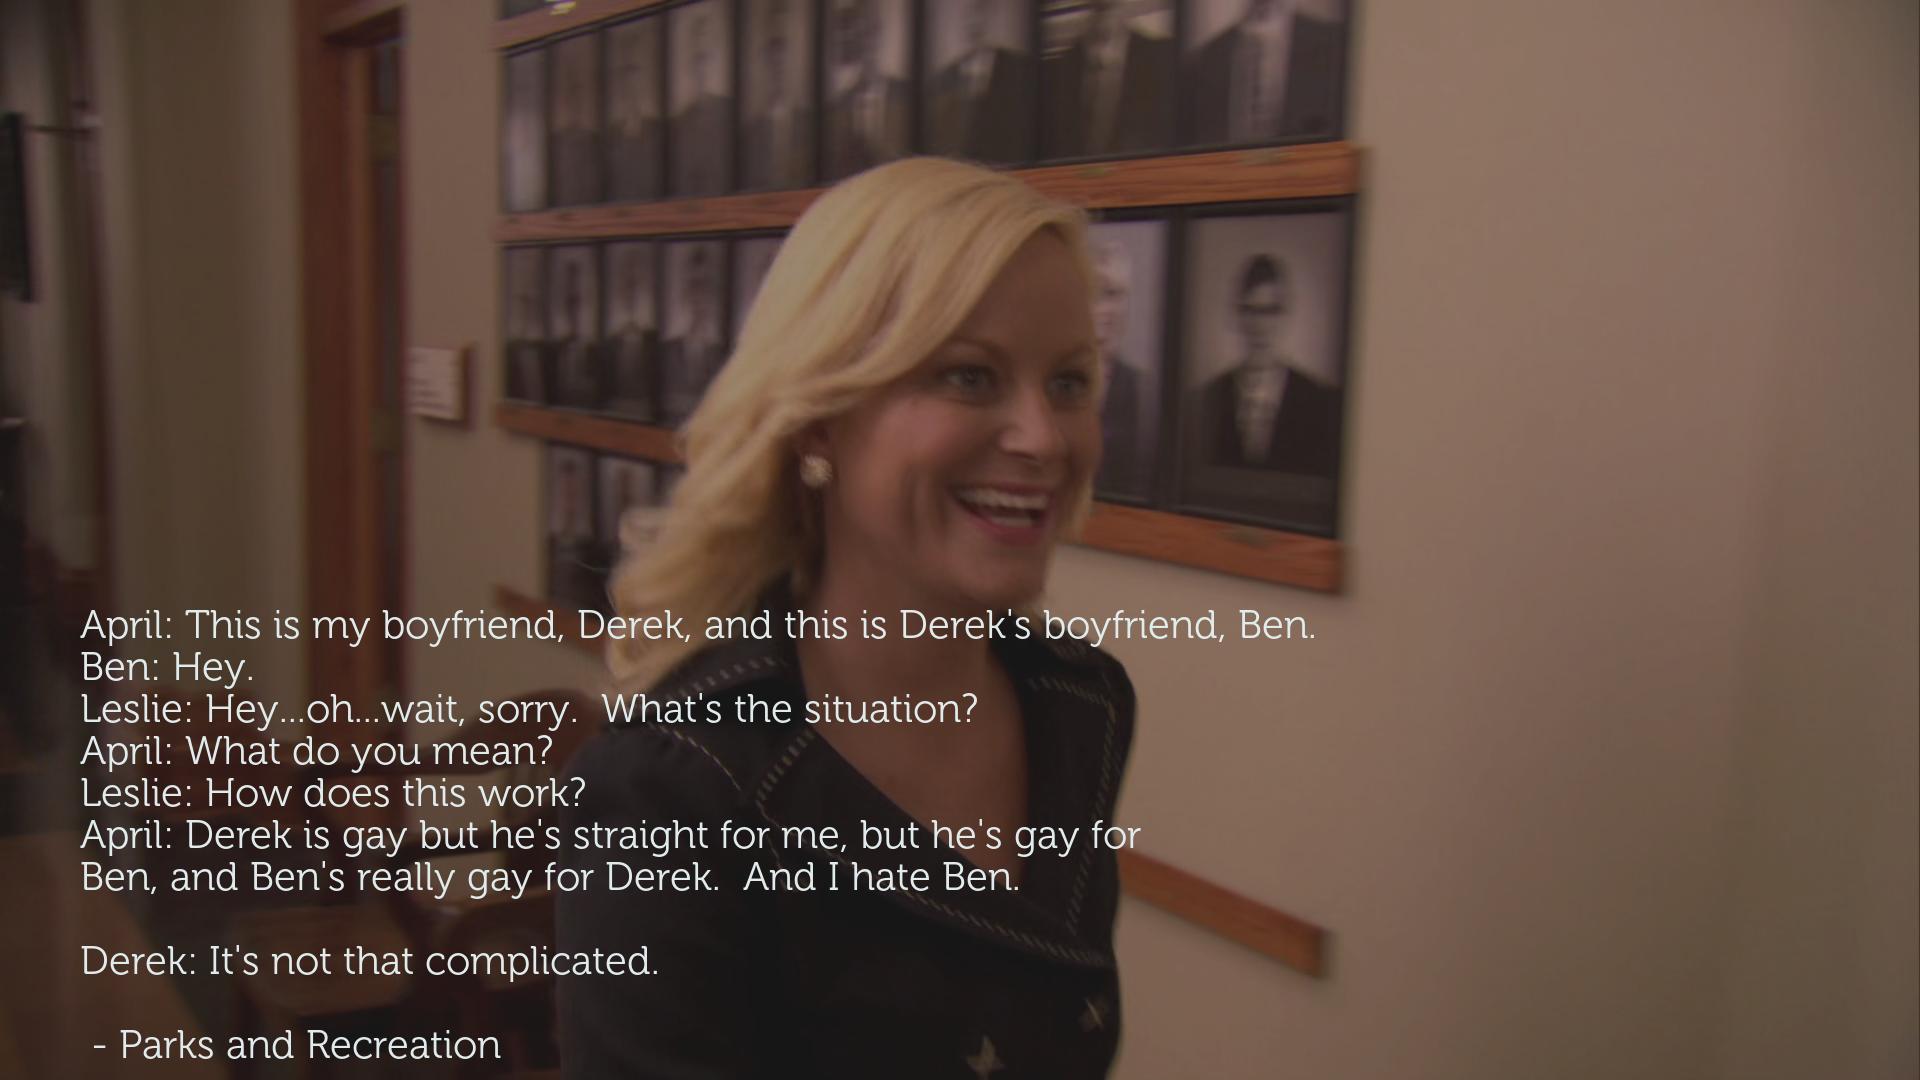 April: This is my boyfriend, Derek, and this is Derek's boyfriend, Ben.
Ben: Hey.
Leslie: Hey...oh...wait, sorry.  What's the situation?
April: What do you mean?
Leslie: How does this work?
April: Derek is gay but he's straight for me, but he's gay for
Ben, and Ben's really gay for Derek.  And I hate Ben.
Derek: It's not that complicated.
- Parks and Recreation